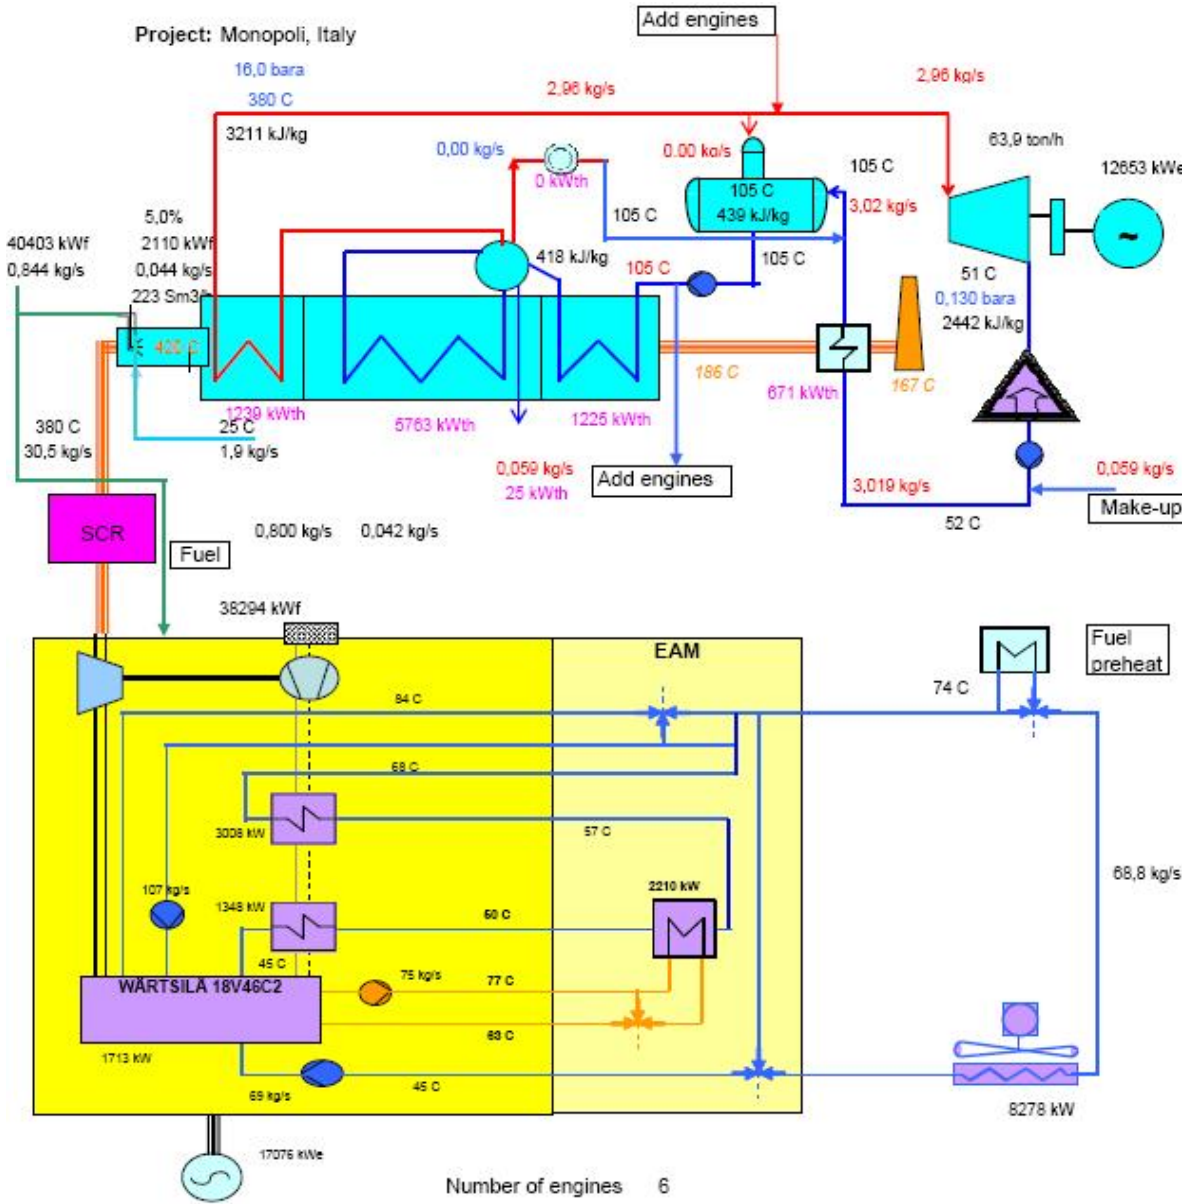 Add engines
Project: Monopoli, Italy
16,0 bara
380 C
3211 kJ/kg
2,96 kg/s
2,96 kg/s
63,9 ton/h
12653 kWe
0,00 kg/s
0 kWth
0.00 kg/s
105 C
439 kJ/kg
105 C
3,02 kg/s
105 C
418 kJ/kg
105 C
105 C
5,0%
40403 kWf
2110 kWf
0,844 kg/s
0,044 kg/s
223 Sm3/h
420 C
51 C
0,130 bara
2442 kJ/kg
186 C
167 C
671 kWth
1239 kWth
5763 kWth
1225 kWth
380 C
30,5 kg/s
25 C
1,9 kg/s
0,059 kg/s
25 kWth
Add engines
3,019 kg/s
52 C
0,059 kg/s
Make-up
SCR
Fuel
0,800 kg/s
0,042 kg/s
38294 kWf
EAM
Fuel
preheat
84 C
74 C
68 C
3008 kW
57 C
68,8 kg/s
107 kg/s
1348 kW
50 C
2210 kW
45 C
WÄRTSILÄ 18V46C2
75 kg/s
77 C
63 C
1713 kW
69 kg/s
45 C
8278 kW
17076 kWe
~
Number of engines 6